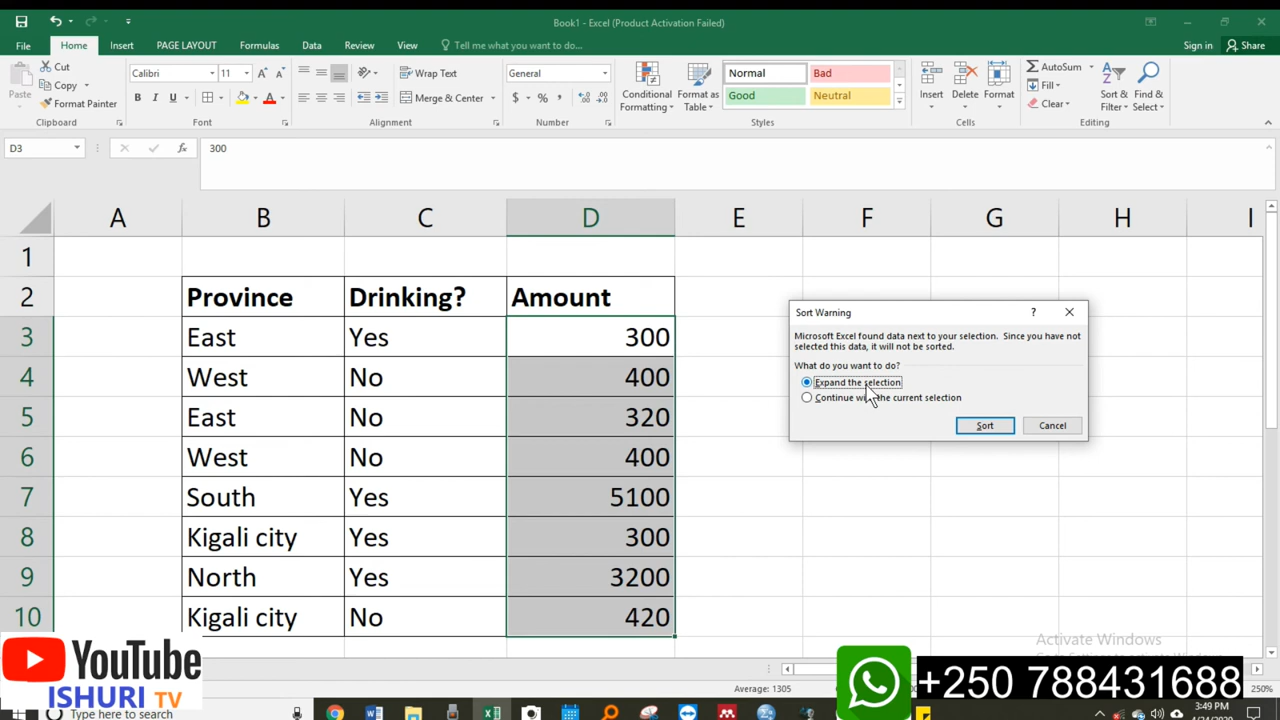 Book1 - Excel (Product Activation Failed)
File Home Insert PAGE LAYOUT Formulas Data Review View Tell me what you want to do... Sign in Share
Paste
Cut
Copy
Format Painter
Clipboard
Calibri 11
B I U
Font
Wrap Text
Merge & Center
Alignment
General
$ % ,
Number
Conditional Formatting
Format as Table
Normal Bad
Good Neutral
Styles
Insert Delete Format
Cells
AutoSum
Fill
Clear
Sort & Filter
Find & Select
Editing
D3 300
A B C D E F G H I
1
2 Province Drinking? Amount
3 East Yes 300
4 West No 400
5 East No 320
6 West No 400
7 South Yes 5100
8 Kigali city Yes 300
9 North Yes 3200
10 Kigali city No 420
Sort Warning
Microsoft Excel found data next to your selection. Since you have not
selected this data, it will not be sorted.
What do you want to do?
Expand the selection
Continue with the current selection
Sort Cancel
Activate Windows
YouTube
ISHURI TV
+250 788431688
Average: 1305
250%
Type here to search
3:49 PM